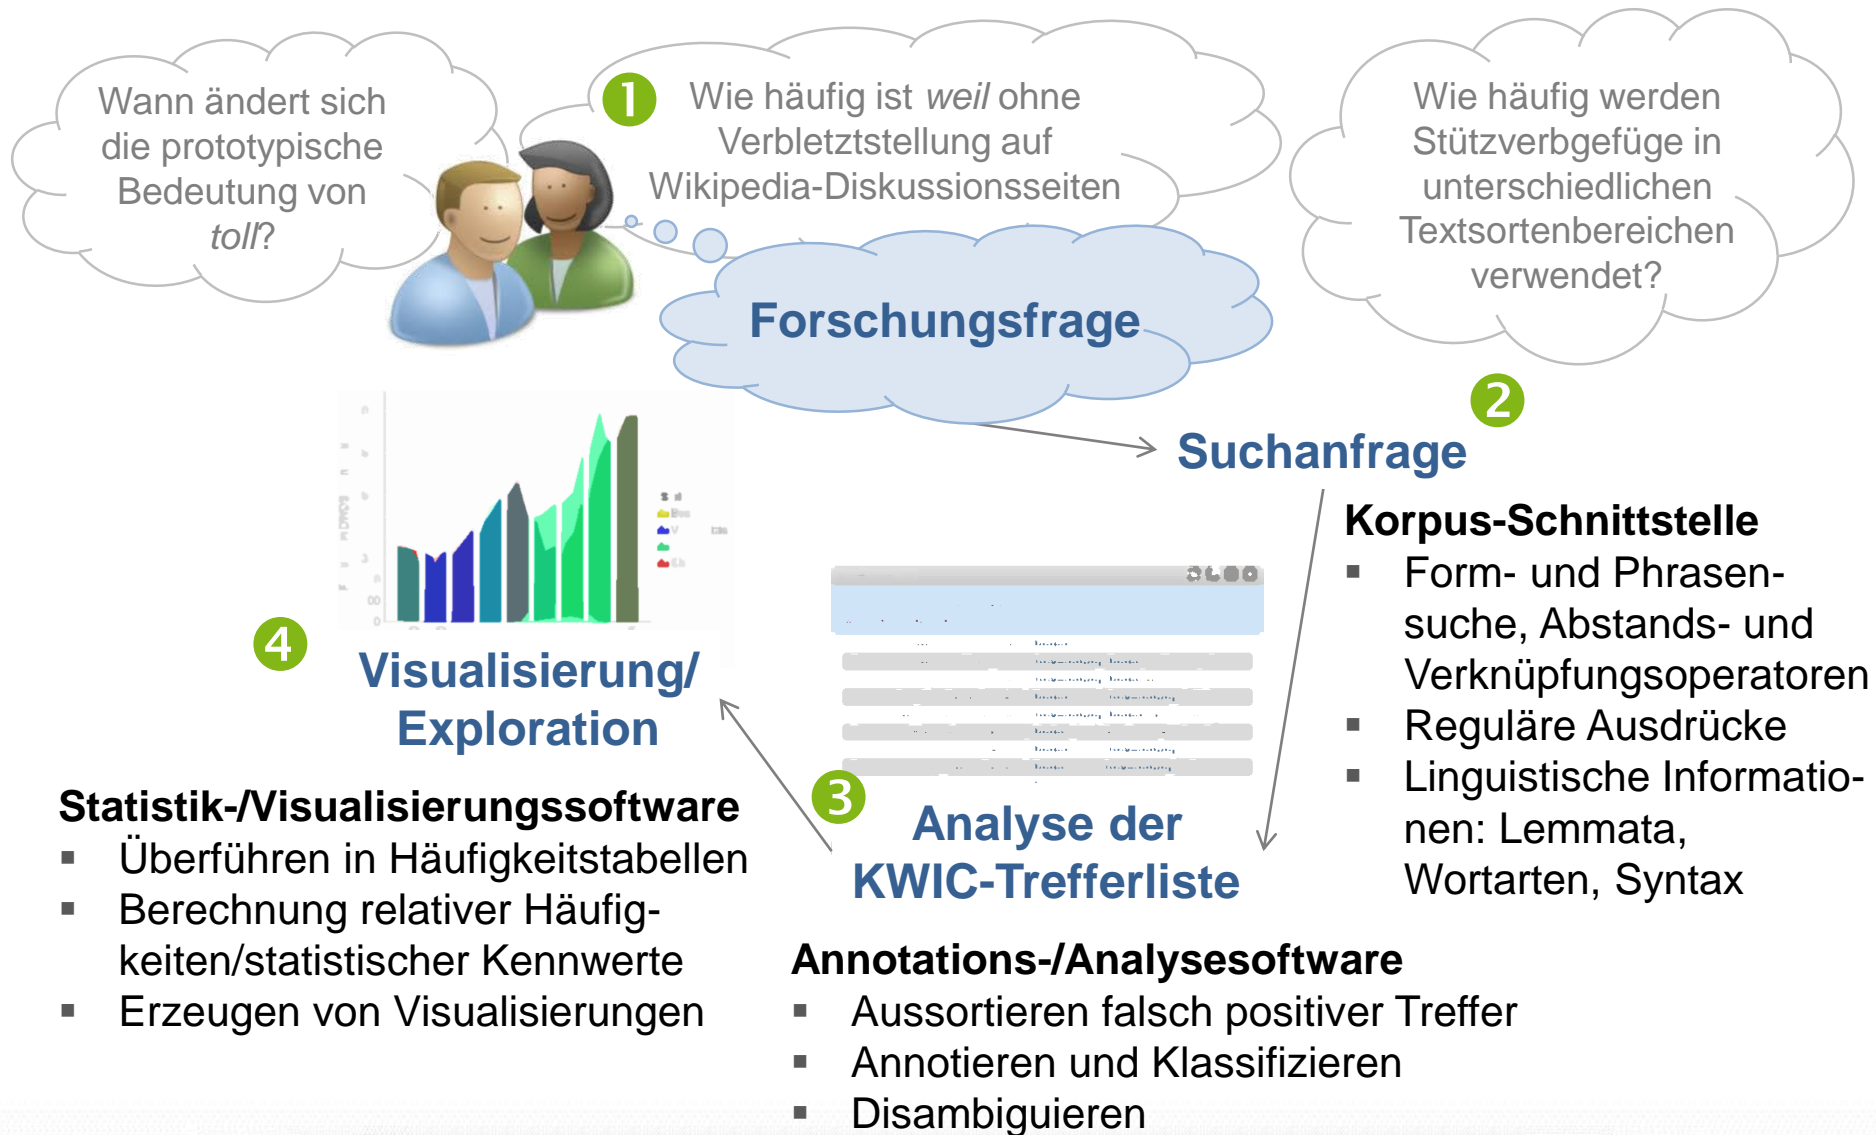 Wann ändert sich
die prototypische
Bedeutung von
toll?
1
Wie häufig ist weil ohne
Verbletztstellung auf
Wikipedia-Diskussionsseiten
Wie häufig werden
Stützverbgefüge in
unterschiedlichen
Textsortenbereichen
verwendet?
Forschungsfrage
2
Suchanfrage
Korpus-Schnittstelle
▪ Form- und Phrasen-
suche, Abstands- und
Verknüpfungsoperatoren
▪ Reguläre Ausdrücke
▪ Linguistische Informatio-
nen: Lemmata,
Wortarten, Syntax
3
Analyse der
KWIC-Trefferliste
Annotations-/Analysesoftware
▪ Aussortieren falsch positiver Treffer
▪ Annotieren und Klassifizieren
▪ Disambiguieren
4
Visualisierung/
Exploration
Statistik-/Visualisierungssoftware
▪ Überführen in Häufigkeitstabellen
▪ Berechnung relativer Häufig-
keiten/statistischer Kennwerte
▪ Erzeugen von Visualisierungen